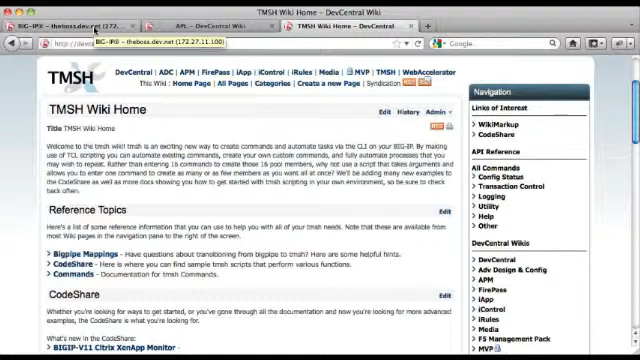 TMSH Wiki Home – DevCentral Wiki
BIG-IP® – theboss.dev.net (172....
APL – DevCentral Wiki
TMSH Wiki Home – DevCentral...
BIG-IP® – theboss.dev.net (172.27.11.100)
http://devc
Google
TMSH
DevCentral | ADC | APM | FirePass | iApp | iControl | iRules | Media | MVP | TMSH | WebAccelerator
This Wiki: Home Page | All Pages | Categories | Create a new Page | Syndication
TMSH Wiki Home
Edit History Admin
Title TMSH Wiki Home
Welcome to the tmsh wiki! tmsh is an exciting new way to create commands and automate tasks via the CLI on your BIG-IP. By making
use of TCL scripting you can automate existing commands, create your own custom commands, and fully automate processes that you
may wish to repeat. Rather than entering 16 commands to create those 16 pool members, why not use a script that takes arguments and
allows you to enter one command to create as many or as few members as you want all at once? We'll be adding many new examples to
the CodeShare as well as more docs showing you how to get started with tmsh scripting in your own environment, so be sure to check
back often.
Reference Topics
Edit
Here's a list of some reference information that you can use to help you with all of your tmsh needs. Note that these are available from
most Wiki pages in the navigation pane to the right of the screen.
Bigpipe Mappings – Have questions about transitioning from bigpipe to tmsh? Here are some helpful hints.
CodeShare – Here is where you can find sample tmsh scripts that perform various functions.
Commands – Documentation for tmsh Commands.
CodeShare
Edit
Whether you're looking for ways to get started, or you've gone through all the documentation and now you're looking for more advanced
examples, the CodeShare is what you're looking for.
What's new in the CodeShare:
BIGIP-V11 Citrix XenApp Monitor –
Navigation
Links of Interest
WikiMarkup
CodeShare
API Reference
All Commands
Config Status
Transaction Control
Logging
Utility
Help
Other
DevCentral Wikis
DevCentral
Adv Design & Config
APM
FirePass
iApp
iControl
iRules
Media
F5 Management Pack
MVP